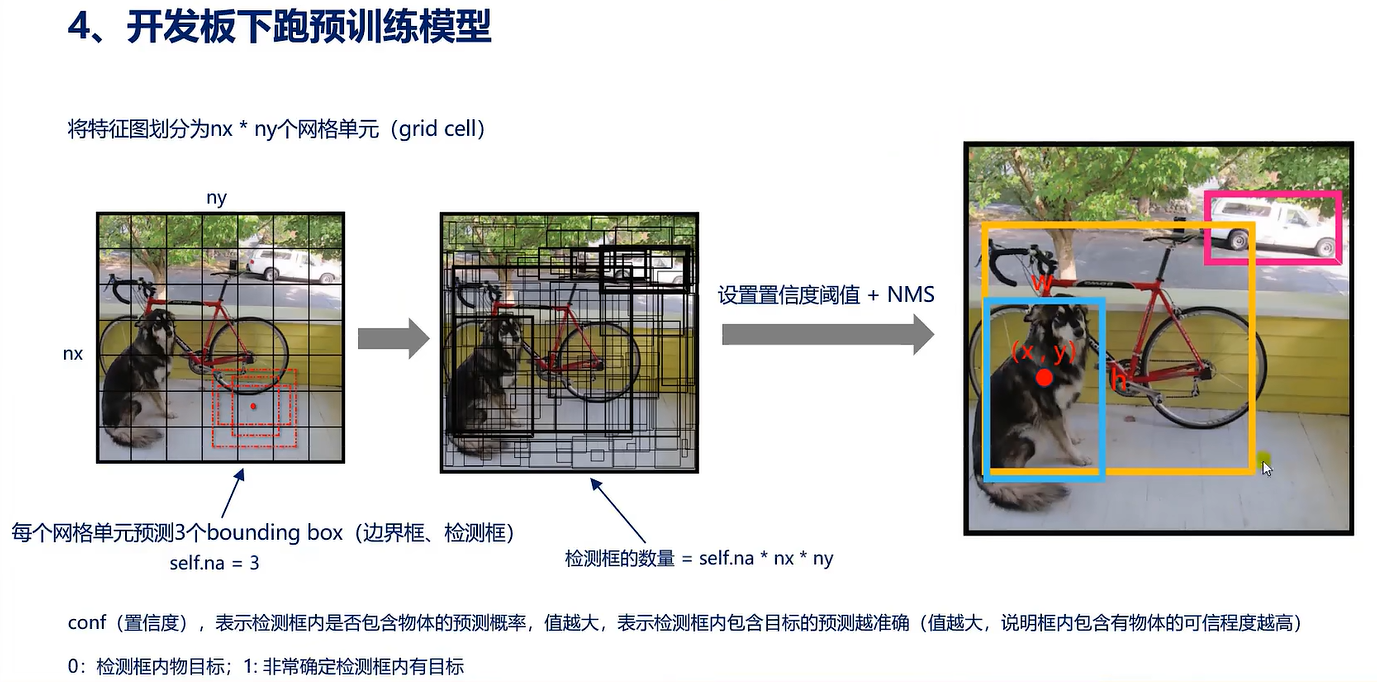 4、开发板下跑预训练模型
将特征图划分为nx * ny个网格单元（grid cell）
ny
nx
设置置信度阈值 + NMS
w
(x , y)
h
每个网格单元预测3个bounding box（边界框、检测框）
self.na = 3
检测框的数量 = self.na * nx * ny
conf（置信度），表示检测框内是否包含物体的预测概率，值越大，表示检测框内包含目标的预测越准确（值越大，说明框内包含有物体的可信程度越高）
0：检测框内物目标；1: 非常确定检测框内有目标